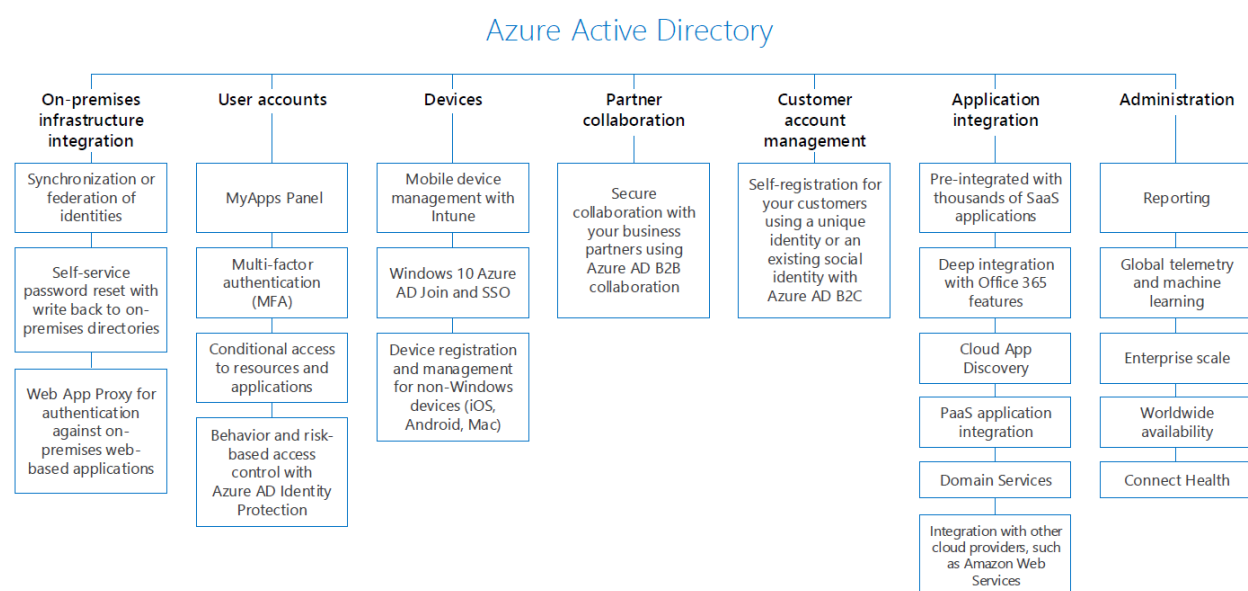 Azure Active Directory
On-premises
infrastructure
integration
Synchronization or
federation of
identities
Self-service
password reset with
write back to on-
premises directories
Web App Proxy for
authentication
against on-
premises web-
based applications
User accounts
MyApps Panel
Multi-factor
authentication
(MFA)
Conditional access
to resources and
applications
Behavior and risk-
based access
control with
Azure AD Identity
Protection
Devices
Mobile device
management with
Intune
Windows 10 Azure
AD Join and SSO
Device registration
and management
for non-Windows
devices (iOS,
Android, Mac)
Partner
collaboration
Secure
collaboration with
your business
partners using
Azure AD B2B
collaboration
Customer
account
management
Self-registration for
your customers
using a unique
identity or an
existing social
identity with
Azure AD B2C
Application
integration
Pre-integrated with
thousands of SaaS
applications
Deep integration
with Office 365
features
Cloud App
Discovery
PaaS application
integration
Domain Services
Integration with other
cloud providers, such
as Amazon Web
Services
Administration
Reporting
Global telemetry
and machine
learning
Enterprise scale
Worldwide
availability
Connect Health